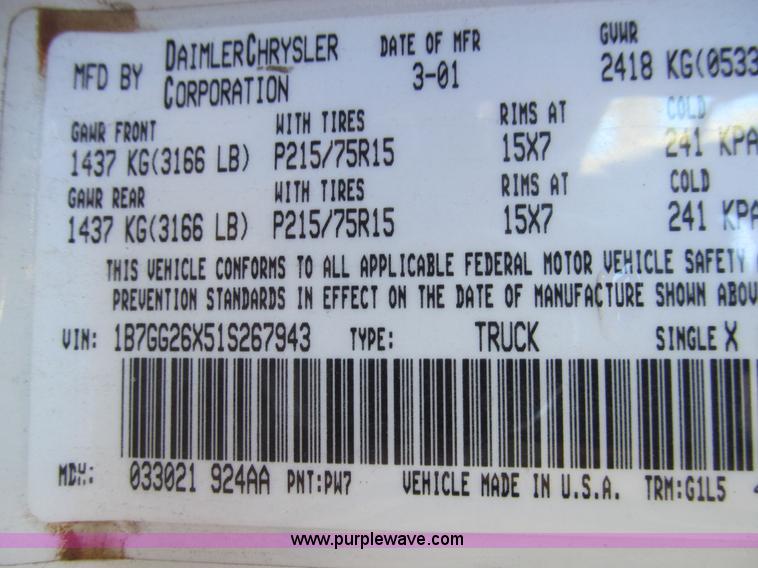 MFD BY DAIMLERCHRYSLER CORPORATION DATE OF MFR 3-01 GVWR 2418 KG(0533
GAWR FRONT WITH TIRES RIMS AT COLD
1437 KG(3166 LB) P215/75R15 15X7 241 KPA
GAWR REAR WITH TIRES RIMS AT COLD
1437 KG(3166 LB) P215/75R15 15X7 241 KPA
THIS VEHICLE CONFORMS TO ALL APPLICABLE FEDERAL MOTOR VEHICLE SAFETY
PREVENTION STANDARDS IN EFFECT ON THE DATE OF MANUFACTURE SHOWN ABOV
VIN: 1B7GG26X51S267943 TYPE: TRUCK SINGLE X
MDH: 033021 924AA PNT:PW7 VEHICLE MADE IN U.S.A. TRM:G1L5
www.purplewave.com